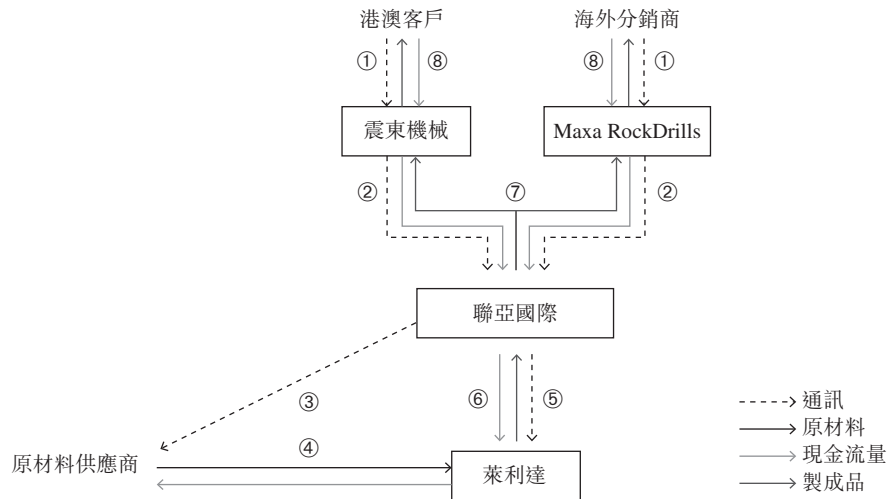 港澳客戶
海外分銷商
①
⑧
⑧
①
震東機械
Maxa RockDrills
②
⑦
②
聯亞國際
③
⑥
⑤
④
原材料供應商
萊利達
通訊
原材料
現金流量
製成品